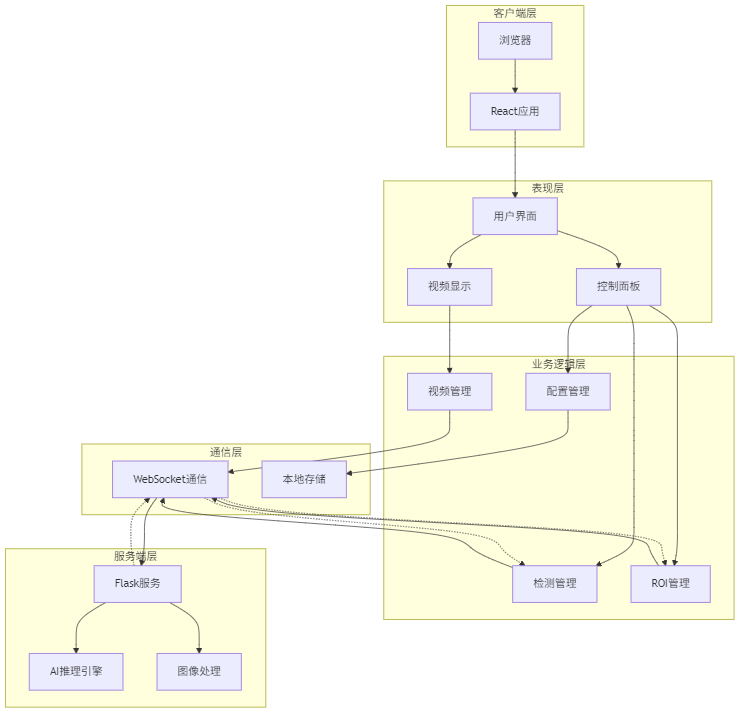 客户端层
浏览器
React应用
表现层
用户界面
视频显示
控制面板
业务逻辑层
视频管理
配置管理
通信层
WebSocket通信
本地存储
服务端层
Flask服务
检测管理
ROI管理
AI推理引擎
图像处理